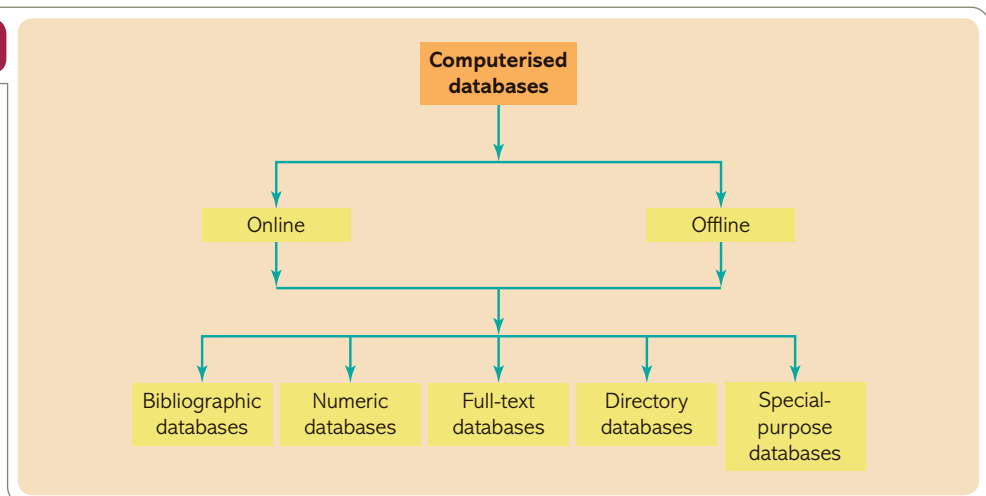 Computerised
databases
Online
Offline
Bibliographic
databases
Numeric
databases
Full-text
databases
Directory
databases
Special-
purpose
databases